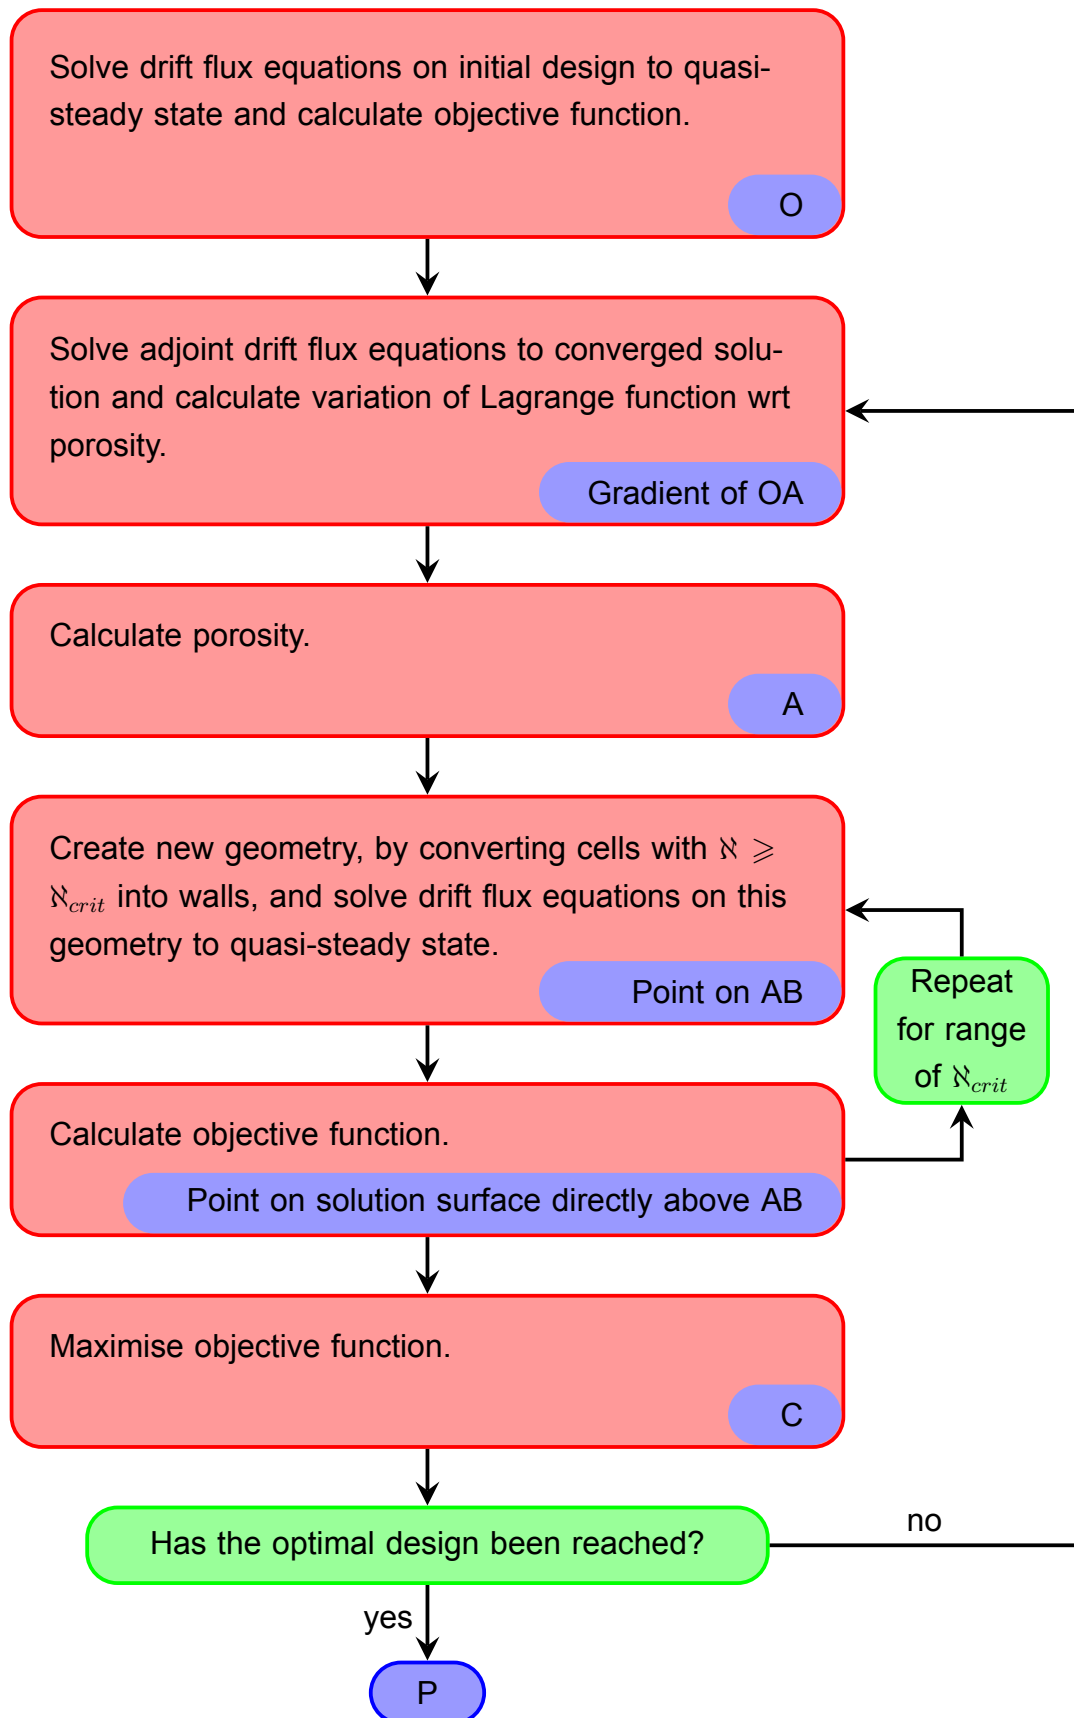 Solve drift flux equations on initial design to quasi-
steady state and calculate objective function.
O
Solve adjoint drift flux equations to converged solu-
tion and calculate variation of Lagrange function wrt
porosity.
Gradient of OA
Calculate porosity.
A
Create new geometry, by converting cells with ℵ ⩾
ℵ_crit into walls, and solve drift flux equations on this
geometry to quasi-steady state.
Point on AB
Repeat
for range
of ℵ_crit
Calculate objective function.
Point on solution surface directly above AB
Maximise objective function.
C
Has the optimal design been reached?
no
yes
P